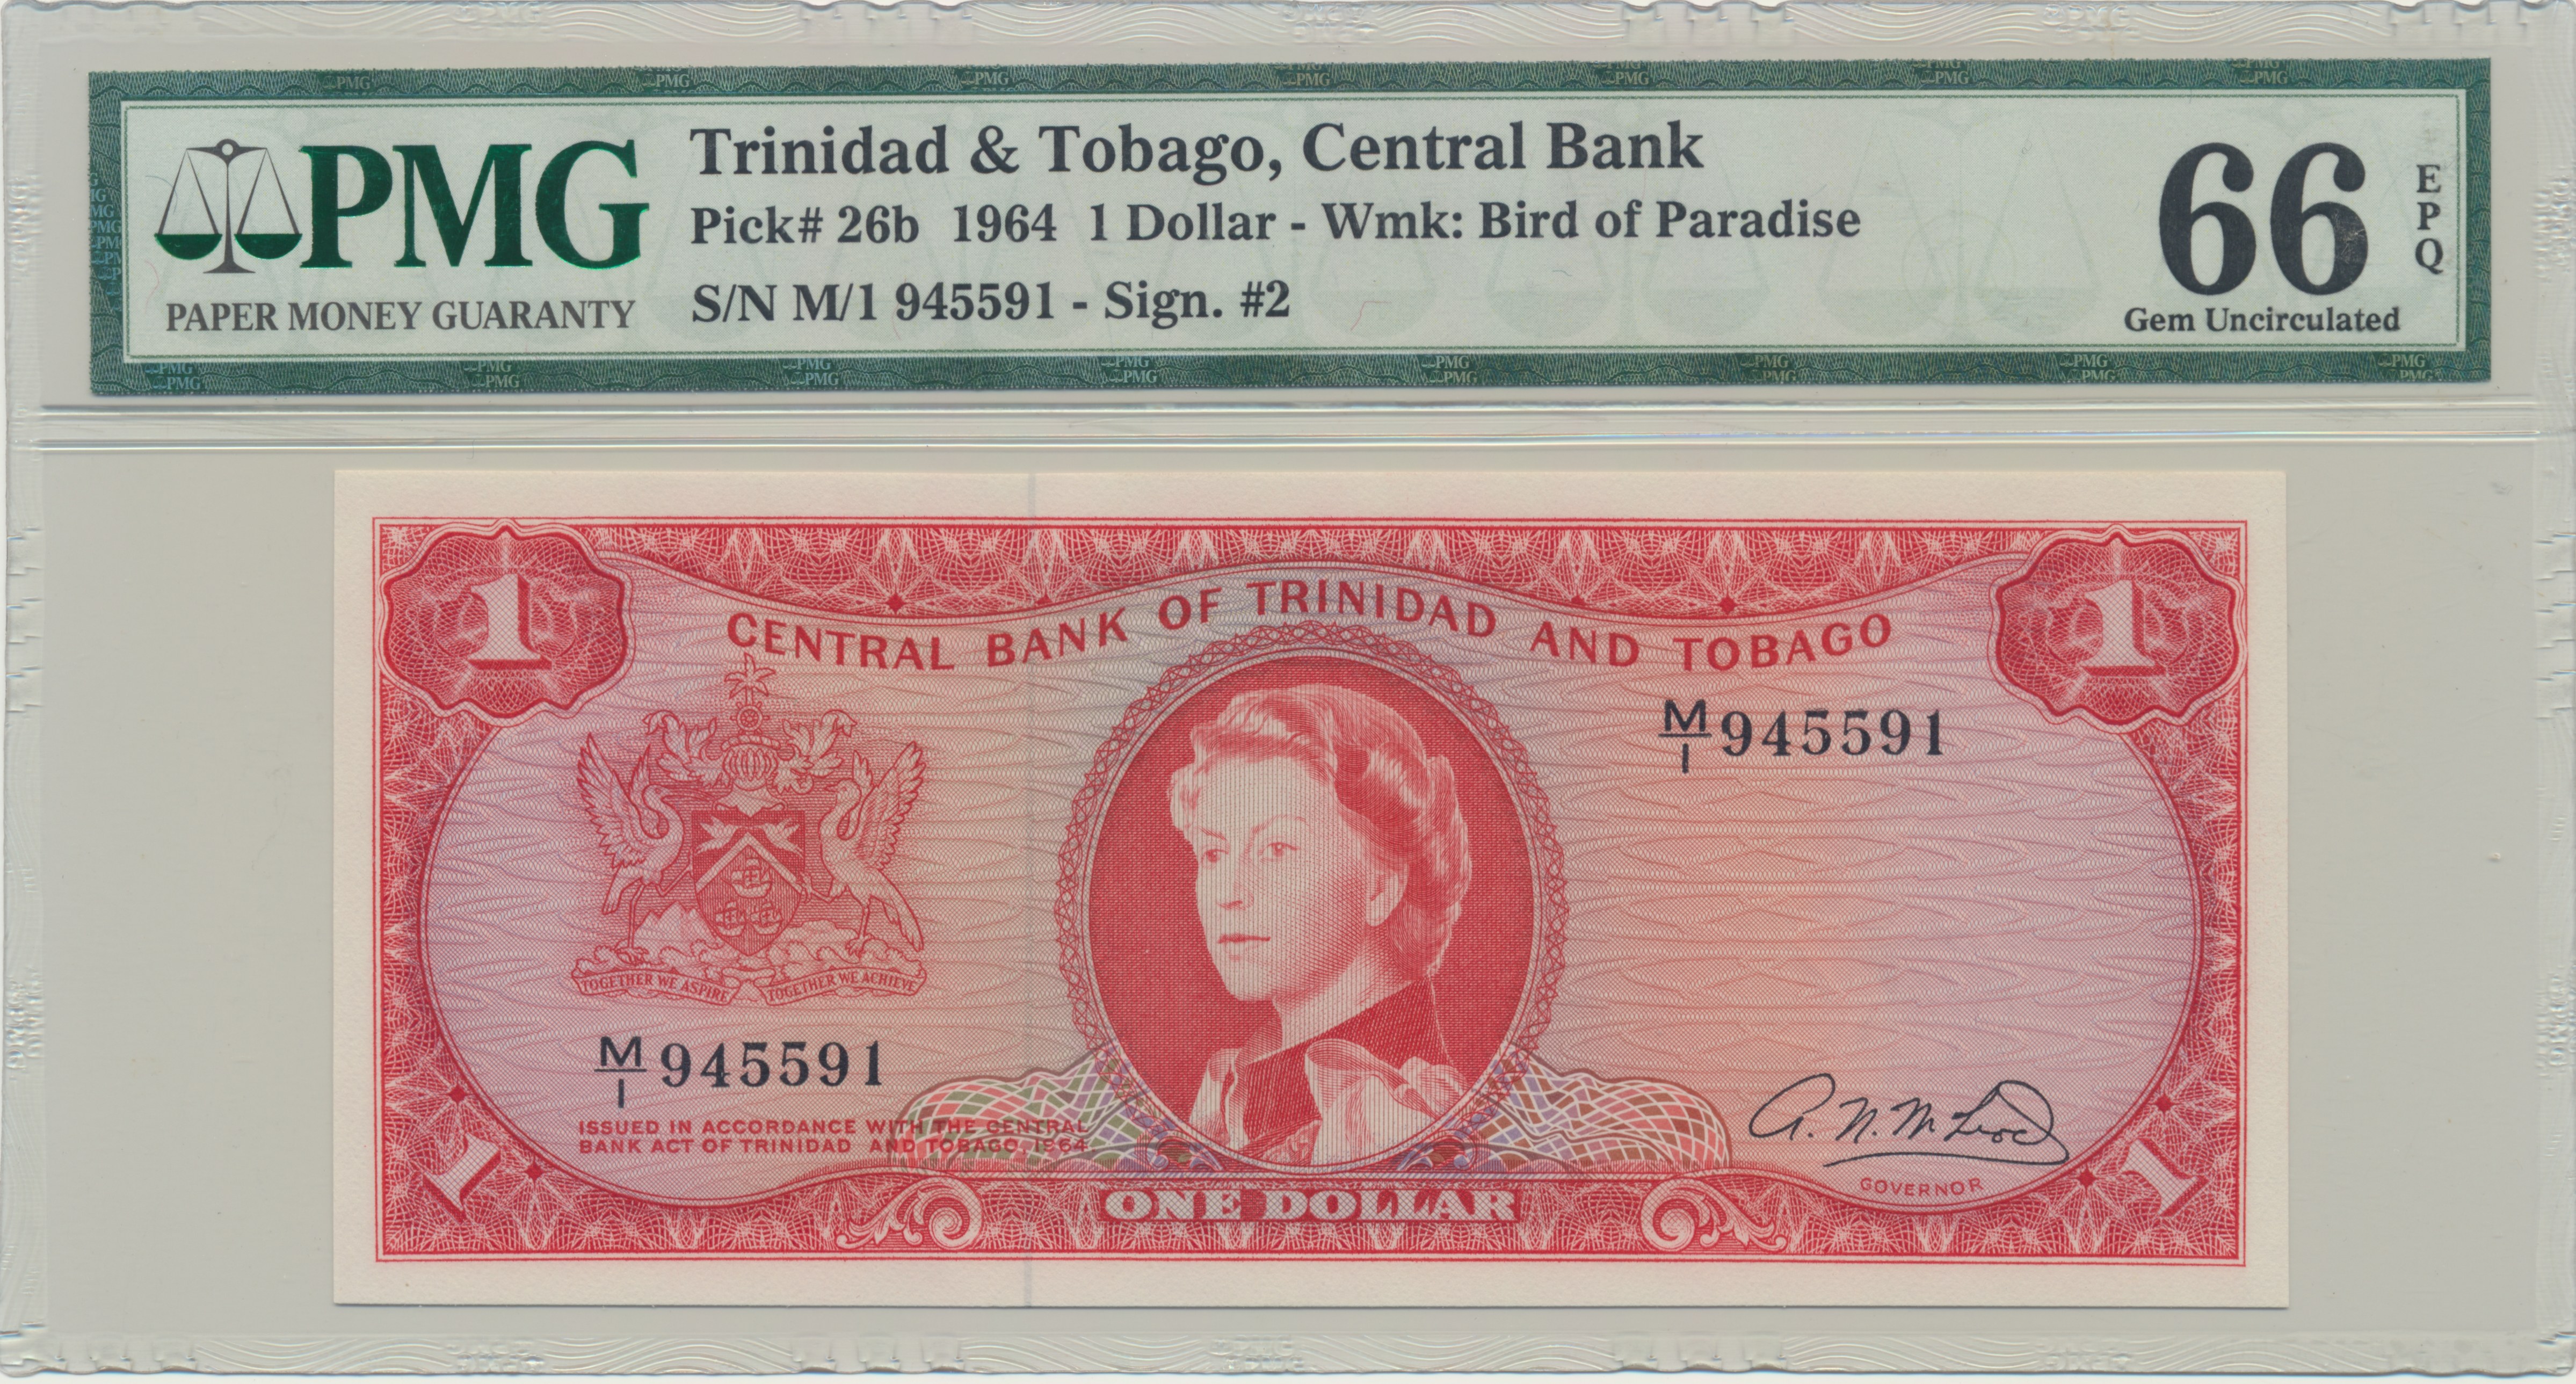 PMG
PAPER MONEY GUARANTY
Trinidad & Tobago, Central Bank
Pick# 26b 1964 1 Dollar - Wmk: Bird of Paradise
S/N M/1 945591 - Sign. #2
66
EPQ
Gem Uncirculated
1
1
CENTRAL BANK OF TRINIDAD AND TOBAGO
M/1 945591
TOGETHER WE ASPIRE TOGETHER WE ACHIEVE
M/1 945591
ISSUED IN ACCORDANCE WITH THE CENTRAL
BANK ACT OF TRINIDAD AND TOBAGO, 1964
A. N. McLeod
GOVERNOR
1
ONE DOLLAR
1